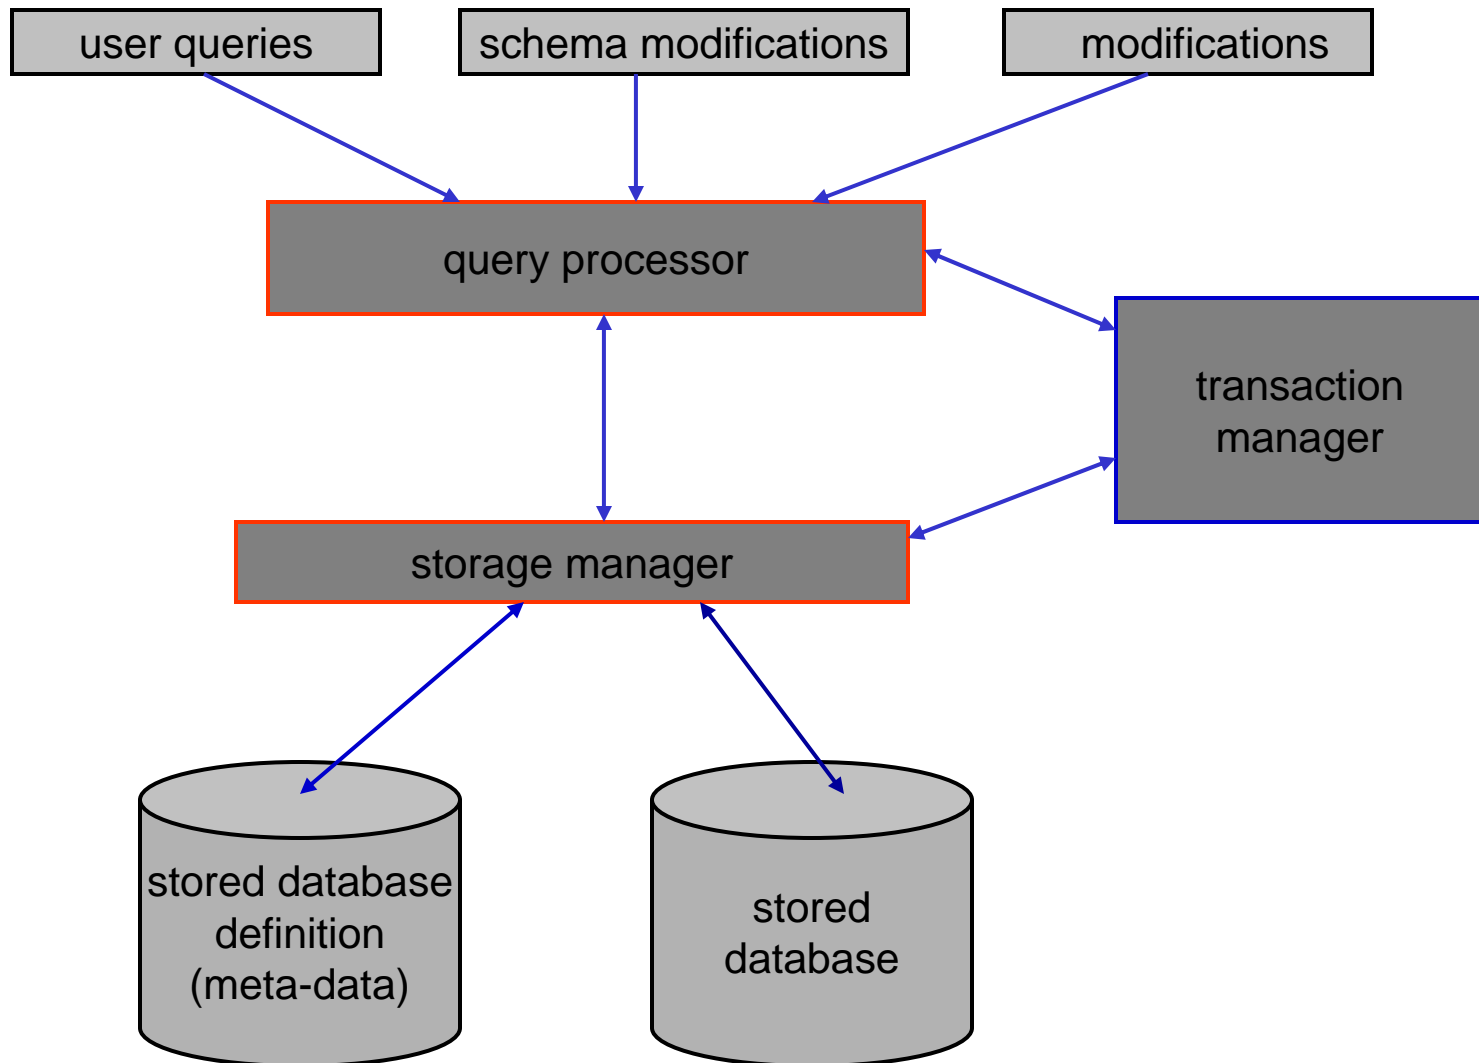 user queries
schema modifications
modifications
query processor
transaction
manager
storage manager
stored database
definition
(meta-data)
stored
database